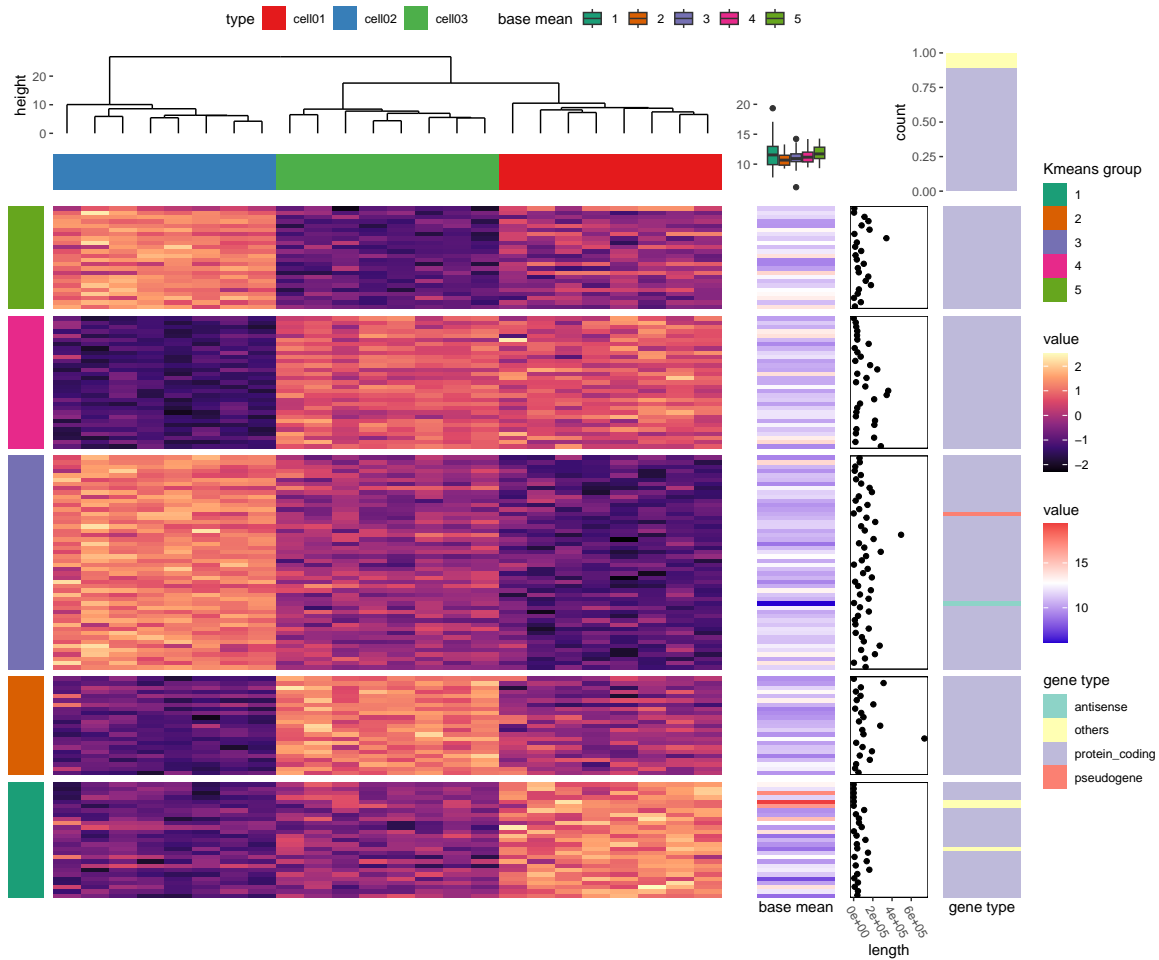 type cell01 cell02 cell03 base mean 1 2 3 4 5
height
20
10
0
20
15
10
count
1.00
0.75
0.50
0.25
0.00
Kmeans group
1
2
3
4
5
value
2
1
0
−1
−2
value
15
10
gene type
antisense
others
protein_coding
pseudogene
base mean
0e+00
2e+05
4e+05
6e+05
length
gene type